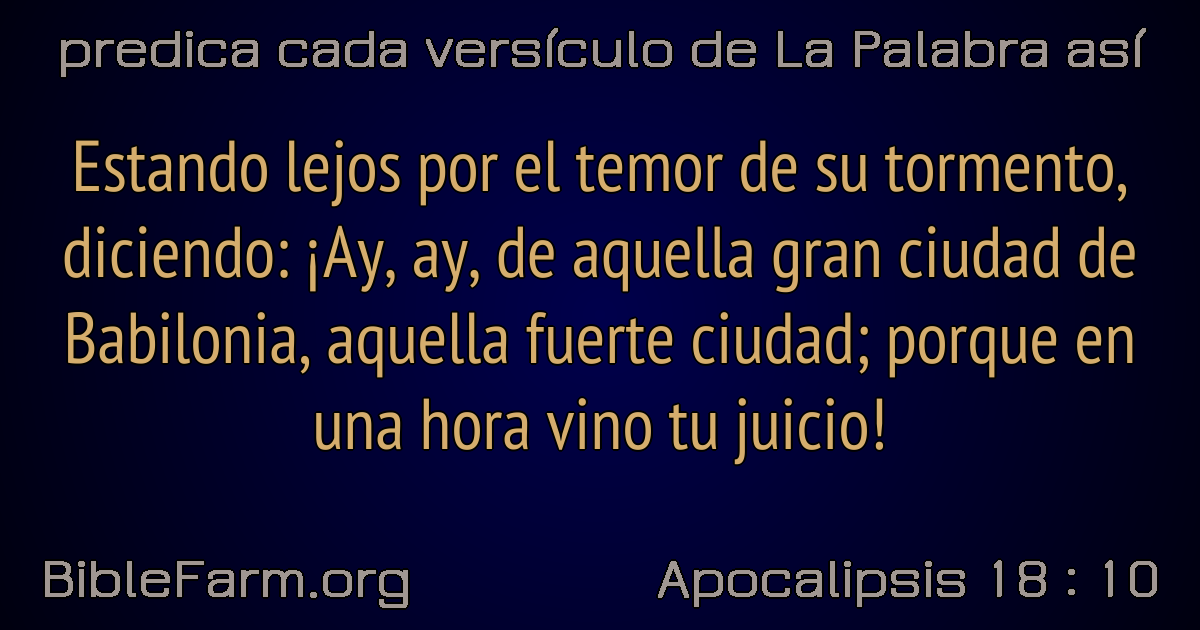 predica cada versículo de La Palabra así
Estando lejos por el temor de su tormento,
diciendo: ¡Ay, ay, de aquella gran ciudad de
Babilonia, aquella fuerte ciudad; porque en
una hora vino tu juicio!
BibleFarm.org
Apocalipsis 18 : 10